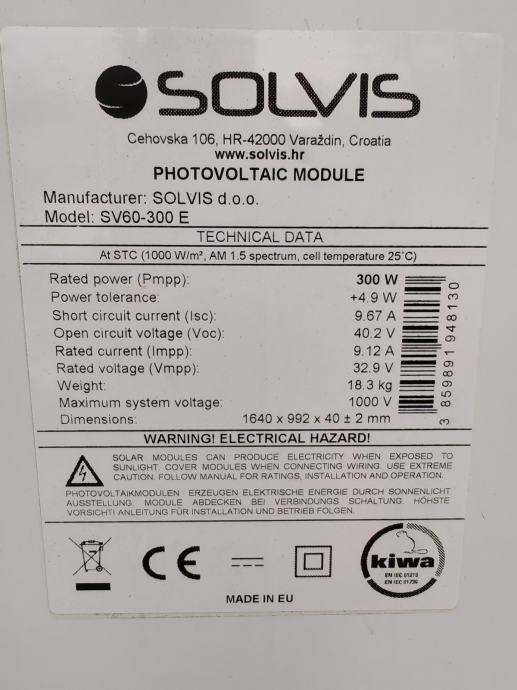 SOLVIS
Cehovska 106, HR-42000 Varaždin, Croatia
www.solvis.hr
PHOTOVOLTAIC MODULE
Manufacturer: SOLVIS d.o.o.
Model: SV60-300 E
TECHNICAL DATA
At STC (1000 W/m², AM 1.5 spectrum, cell temperature 25°C)
Rated power (Pmpp): 300 W
Power tolerance: +4.9 W
Short circuit current (Isc): 9.67 A
Open circuit voltage (Voc): 40.2 V
Rated current (Impp): 9.12 A
Rated voltage (Vmpp): 32.9 V
Weight: 18.3 kg
Maximum system voltage: 1000 V
Dimensions: 1640 x 992 x 40 ± 2 mm
3 859891 948130
WARNING! ELECTRICAL HAZARD!
SOLAR MODULES CAN PRODUCE ELECTRICITY WHEN EXPOSED TO
SUNLIGHT. COVER MODULES WHEN CONNECTING WIRING. USE EXTREME
CAUTION. FOLLOW MANUAL FOR RATINGS, INSTALLATION AND OPERATION.
PHOTOVOLTAIKMODULEN ERZEUGEN ELEKTRISCHE ENERGIE DURCH SONNENLICHT
AUSSTELLUNG. MODULE ABDECKEN BEI VERBINDUNGS SCHALTUNG. HÖHSTE
VORSICHT! ANLEITUNG FÜR INSTALLATION UND BETRIEB FOLGEN.
CE
kiwa
EN IEC 61215
EN IEC 61730
MADE IN EU